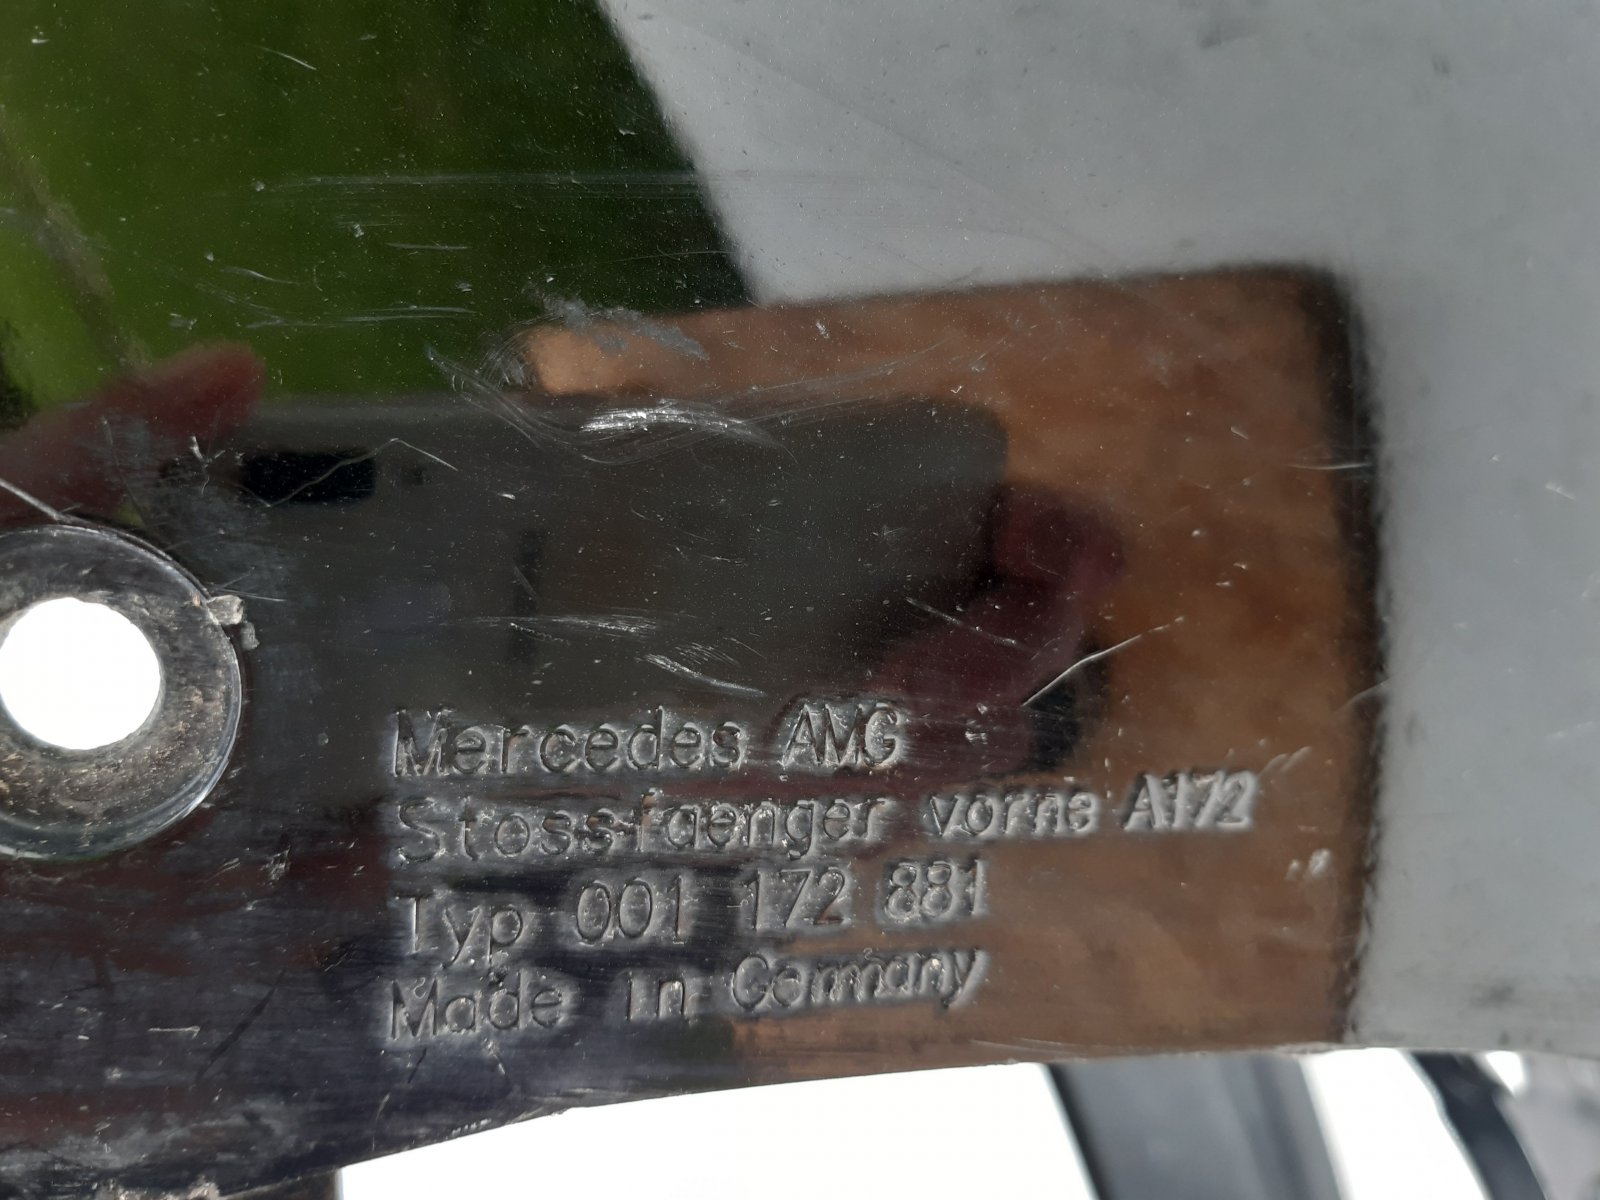 Mercedes AMG
Stossfaenger vorne A172
Typ 001 172 881
Made in Germany